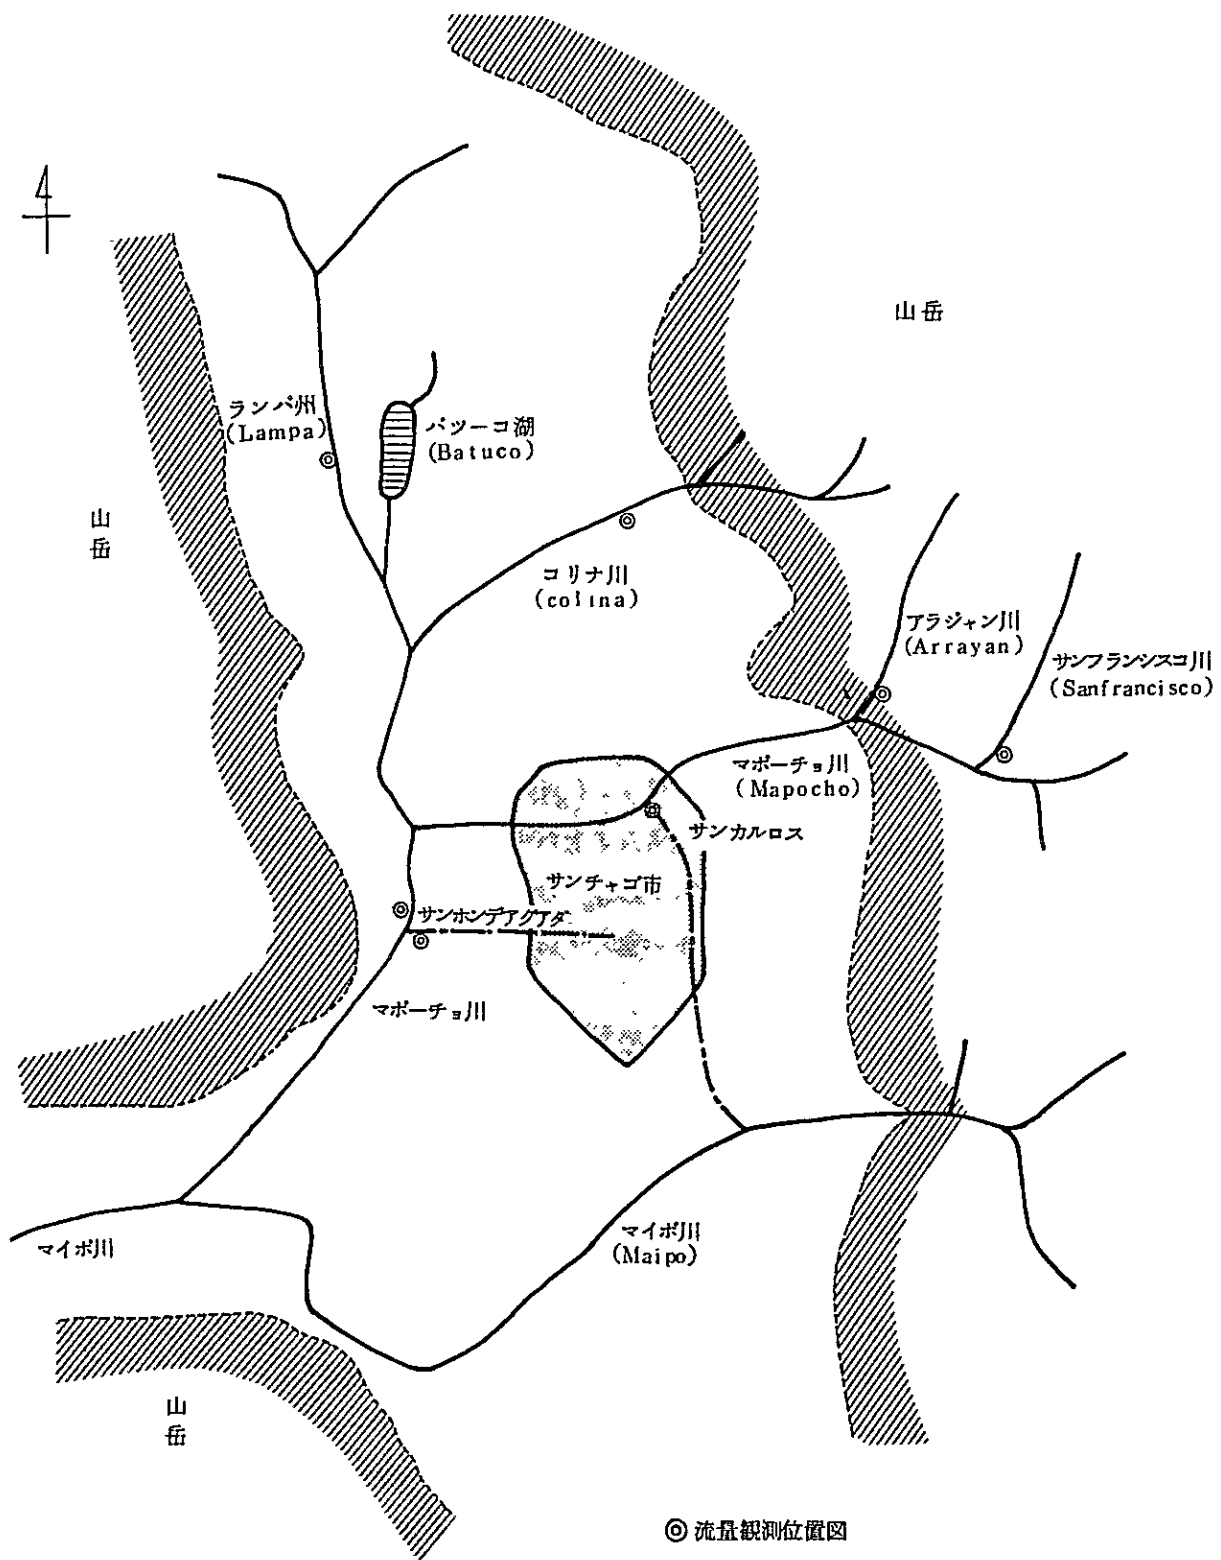 山岳
ランパ州
(Lampa)
バツーコ湖
(Batuco)
山
岳
コリナ川
(colina)
アラジャン川
(Arrayan)
サンフランシスコ川
(Sanfrancisco)
マポーチョ川
(Mapocho)
サンカルロス
サンチャゴ市
サンホンデアグアダ
マポーチョ川
マイポ川
マイポ川
(Maipo)
山
岳
◎ 流量観測位置図